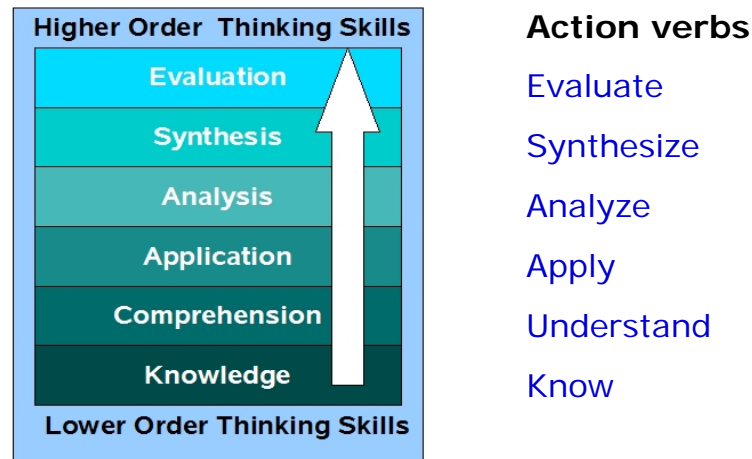 Higher Order Thinking Skills
Evaluation
Synthesis
Analysis
Application
Comprehension
Knowledge
Lower Order Thinking Skills
Action verbs
Evaluate
Synthesize
Analyze
Apply
Understand
Know